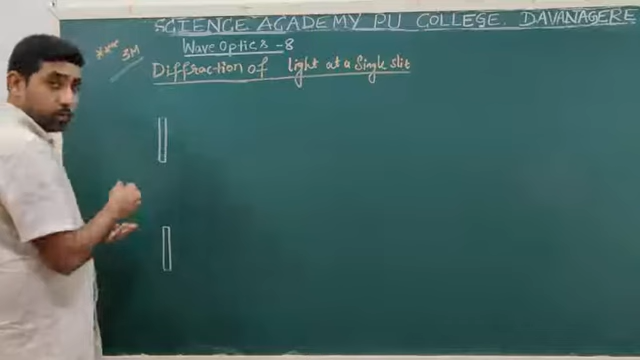 SCIENCE ACADEMY PU COLLEGE. DAVANAGERE
Wave Optics - 8
*** 3M
Diffraction of light at a Single slit